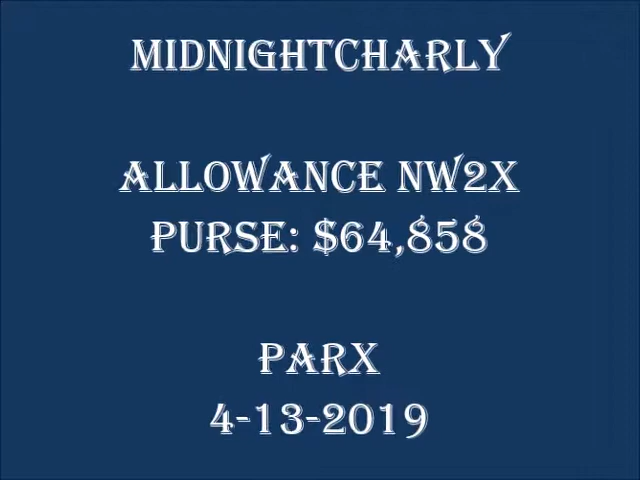 MIDNIGHTCHARLY
ALLOWANCE NW2X
PURSE: $64,858
PARX
4-13-2019